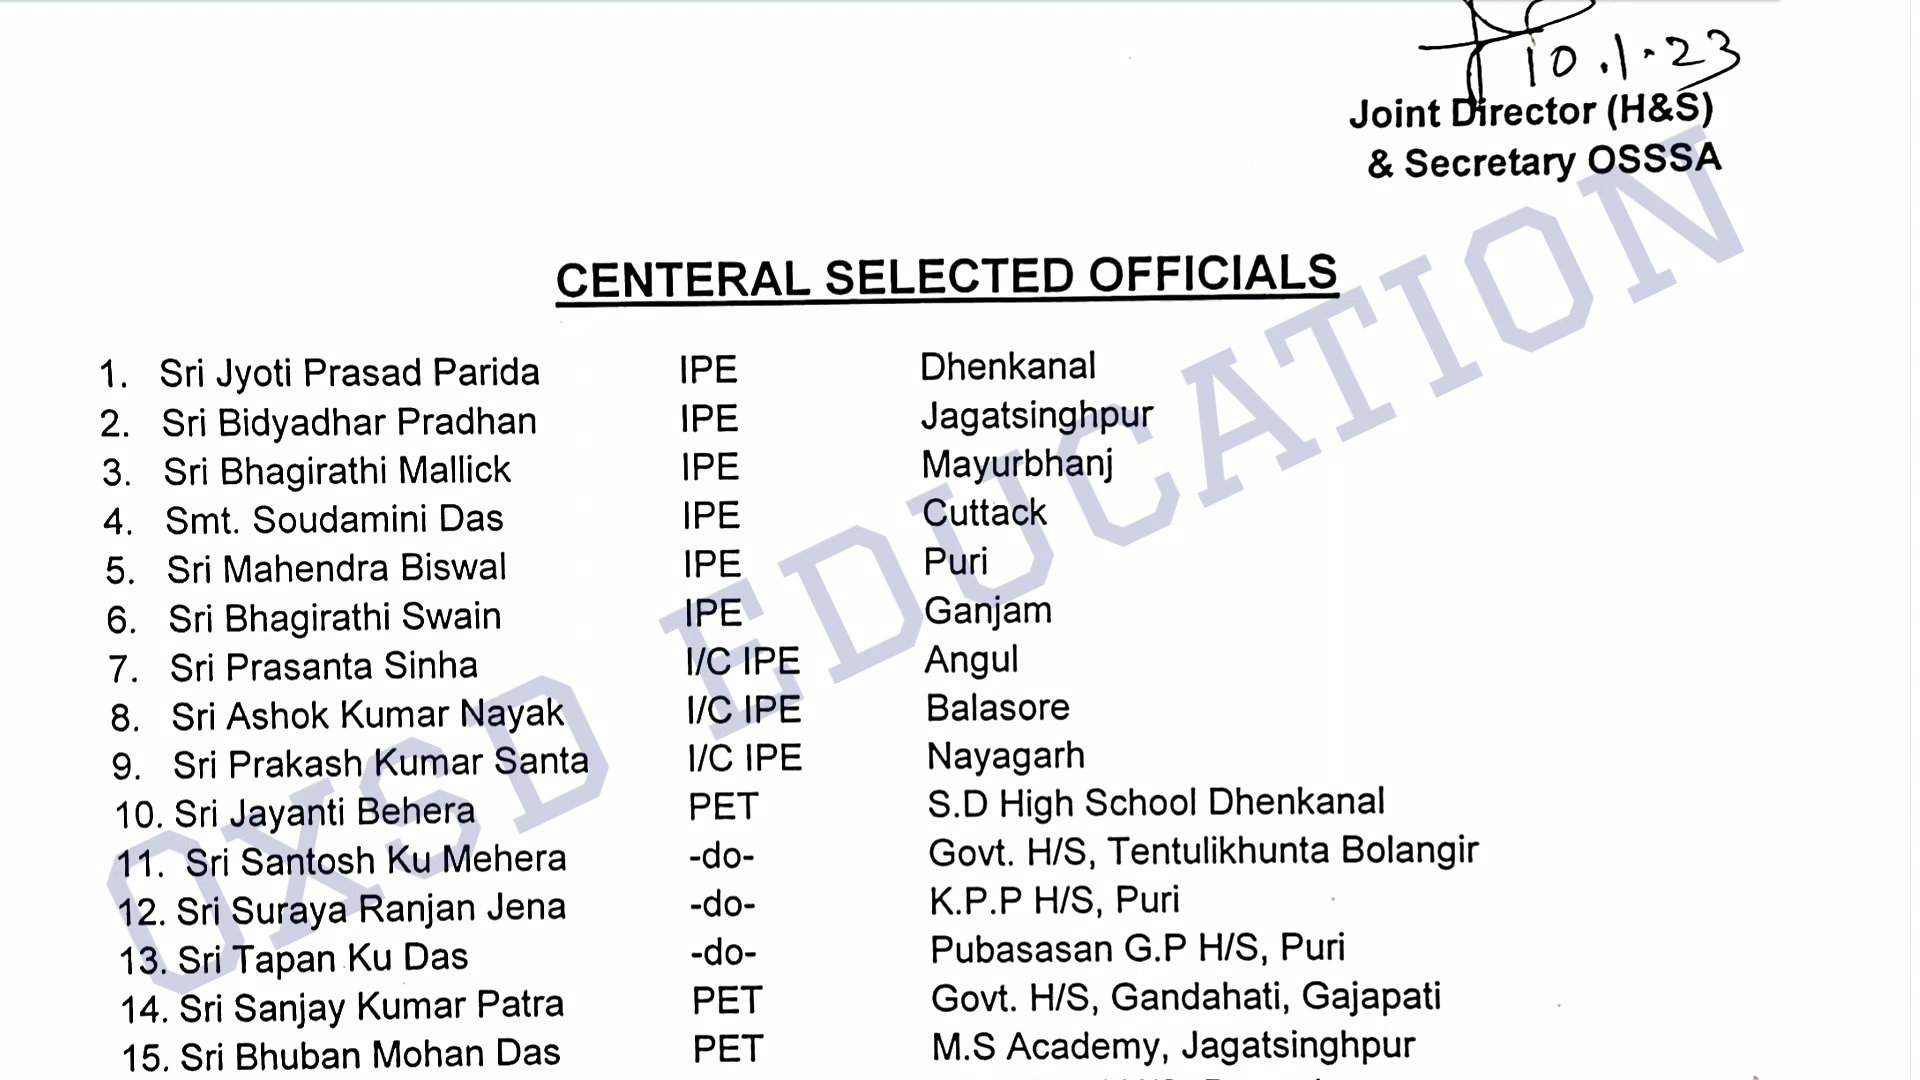 10.1.23
Joint Director (H&S)
& Secretary OSSSA
CENTERAL SELECTED OFFICIALS
1. Sri Jyoti Prasad Parida IPE Dhenkanal
2. Sri Bidyadhar Pradhan IPE Jagatsinghpur
3. Sri Bhagirathi Mallick IPE Mayurbhanj
4. Smt. Soudamini Das IPE Cuttack
5. Sri Mahendra Biswal IPE Puri
6. Sri Bhagirathi Swain IPE Ganjam
7. Sri Prasanta Sinha I/C IPE Angul
8. Sri Ashok Kumar Nayak I/C IPE Balasore
9. Sri Prakash Kumar Santa I/C IPE Nayagarh
10. Sri Jayanti Behera PET S.D High School Dhenkanal
11. Sri Santosh Ku Mehera -do- Govt. H/S, Tentulikhunta Bolangir
12. Sri Suraya Ranjan Jena -do- K.P.P H/S, Puri
13. Sri Tapan Ku Das -do- Pubasasan G.P H/S, Puri
14. Sri Sanjay Kumar Patra PET Govt. H/S, Gandahati, Gajapati
15. Sri Bhuban Mohan Das PET M.S Academy, Jagatsinghpur
OXSD EDUCATION